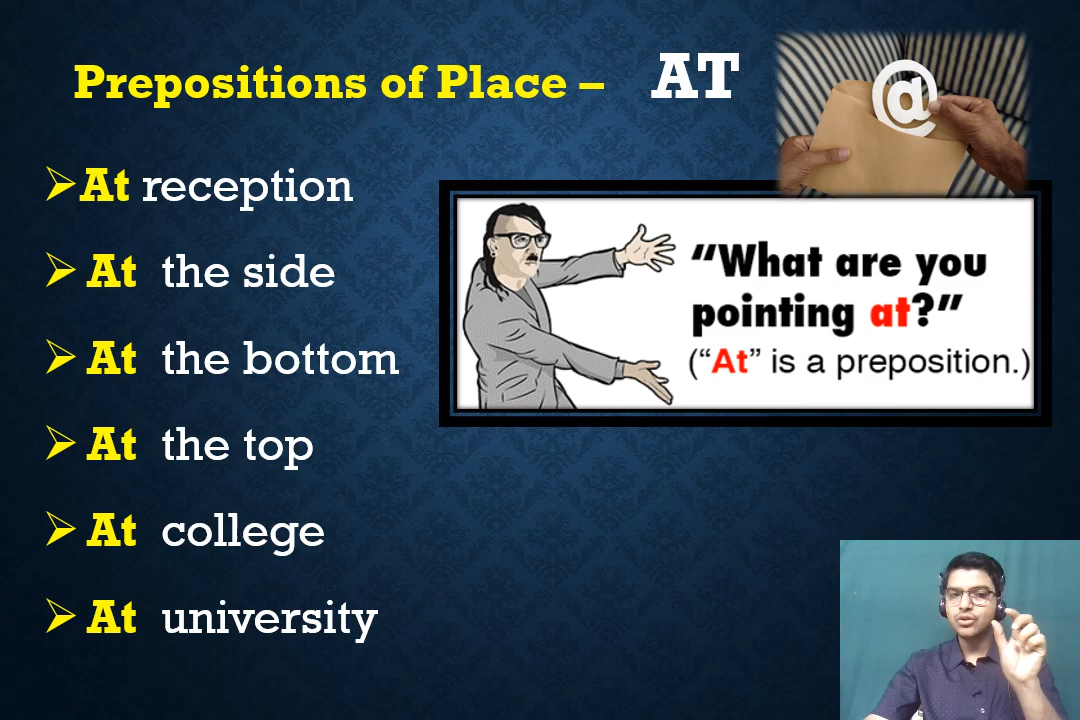 Prepositions of Place – AT
@
➢At reception
➢ At the side
➢ At the bottom
➢ At the top
➢ At college
➢ At university
"What are you
pointing at?"
("At" is a preposition.)